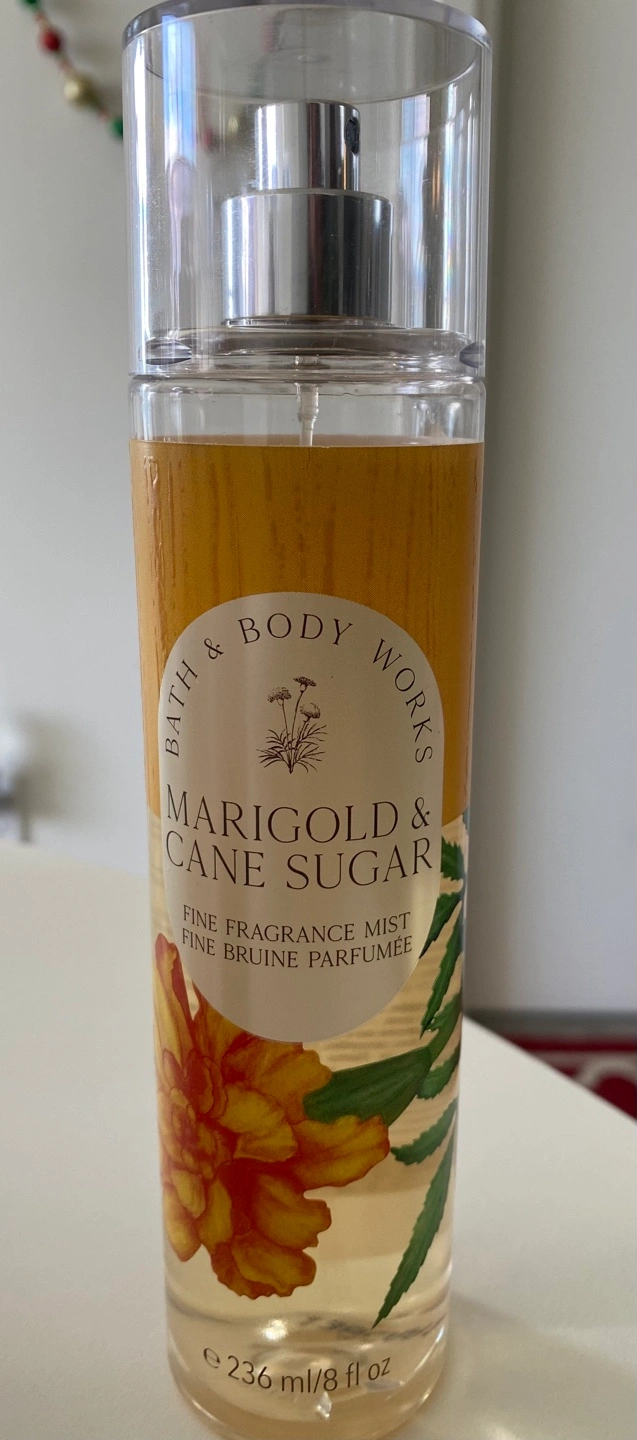 BATH & BODY WORKS
MARIGOLD &
CANE SUGAR
FINE FRAGRANCE MIST
FINE BRUINE PARFUMÉE
℮ 236 ml/8 fl oz